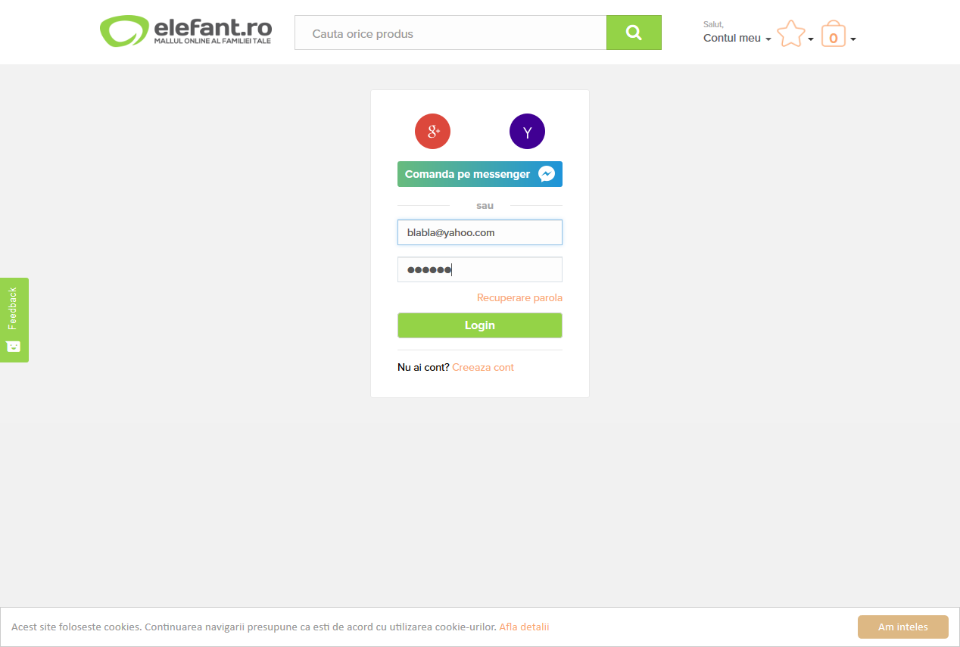 elefant.ro
MALLUL ONLINE AL FAMILIEI TALE
Cauta orice produs
Salut,
Contul meu
0
g+
Y
Comanda pe messenger
sau
blabla@yahoo.com
●●●●●●
Recuperare parola
Login
Nu ai cont? Creeaza cont
Feedback
Acest site foloseste cookies. Continuarea navigarii presupune ca esti de acord cu utilizarea cookie-urilor. Afla detalii
Am inteles